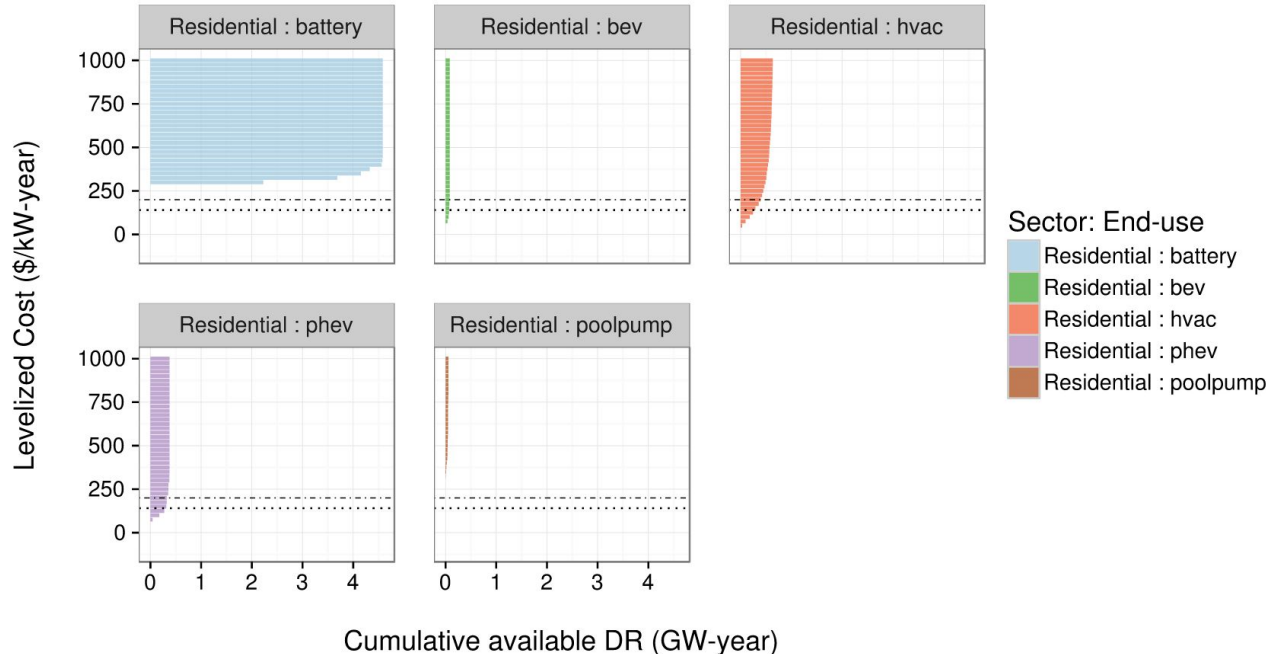 Residential : battery
Residential : bev
Residential : hvac
1000
750
500
250
0
Residential : phev
Residential : poolpump
1000
750
500
250
0
0 1 2 3 4
0 1 2 3 4
Levelized Cost ($/kW-year)
Cumulative available DR (GW-year)
Sector: End-use
Residential : battery
Residential : bev
Residential : hvac
Residential : phev
Residential : poolpump